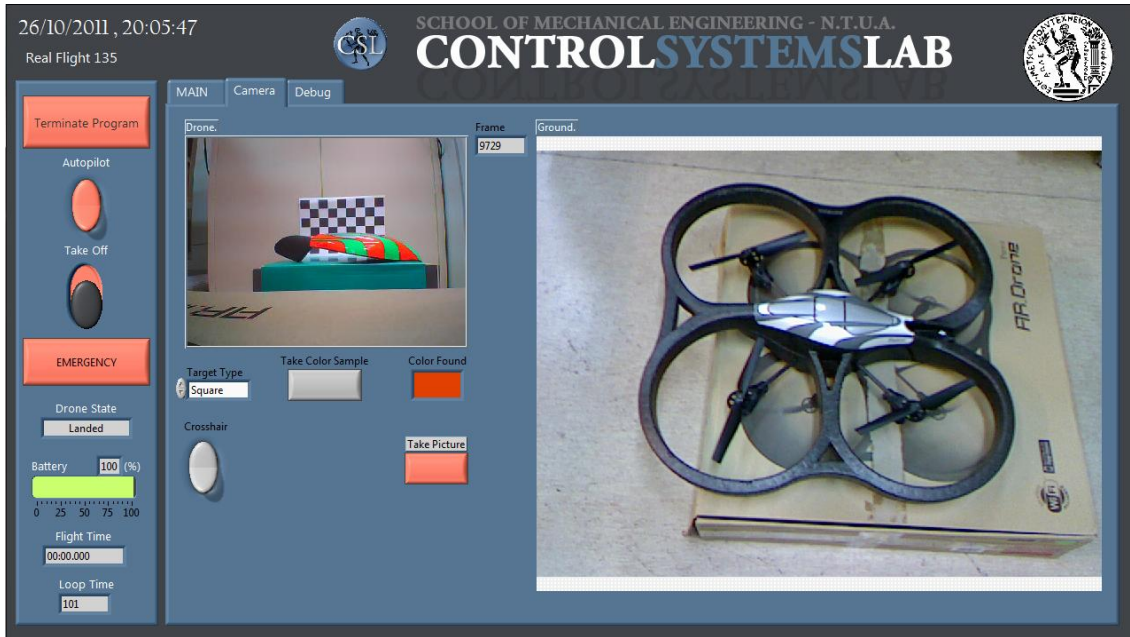 26/10/2011 , 20:05:47
Real Flight 135
CSL
SCHOOL OF MECHANICAL ENGINEERING - N.T.U.A.
CONTROLSYSTEMSLAB
MAIN
Camera
Debug
Terminate Program
Autopilot
Take Off
EMERGENCY
Drone State
Landed
Battery 100 (%)
0 25 50 75 100
Flight Time
00:00.000
Loop Time
101
Drone.
Frame
9729
Ground.
Target Type
Square
Take Color Sample
Color Found
Crosshair
Take Picture
AR.Drone
WiFi